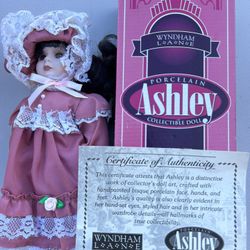 WYNDHAM
LANE
PORCELAIN
Ashley
COLLECTIBLE DOLL
Certificate of Authenticity
This certificate attests that Ashley is a distinctive
work of collector's doll art, crafted with
handpainted bisque porcelain face, hands, and
feet. Ashley's quality is also clearly evident in
her hand-set eyes, styled hair and in her intricate
wardrobe details—all hallmarks
of true collectibility.
WYNDHAM
LANE
PORCELAIN
Ashley
COLLECTIBLE DOLL